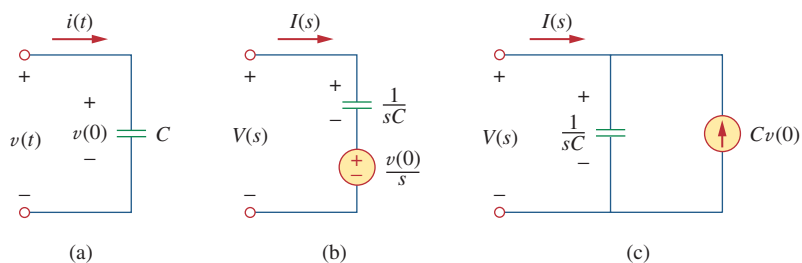 i(t)
+
v(t)
−
+
v(0)
−
C
(a)
I(s)
+
V(s)
−
+
−
1
sC
+
−
v(0)
s
(b)
I(s)
+
V(s)
−
+
1
sC
−
Cv(0)
(c)